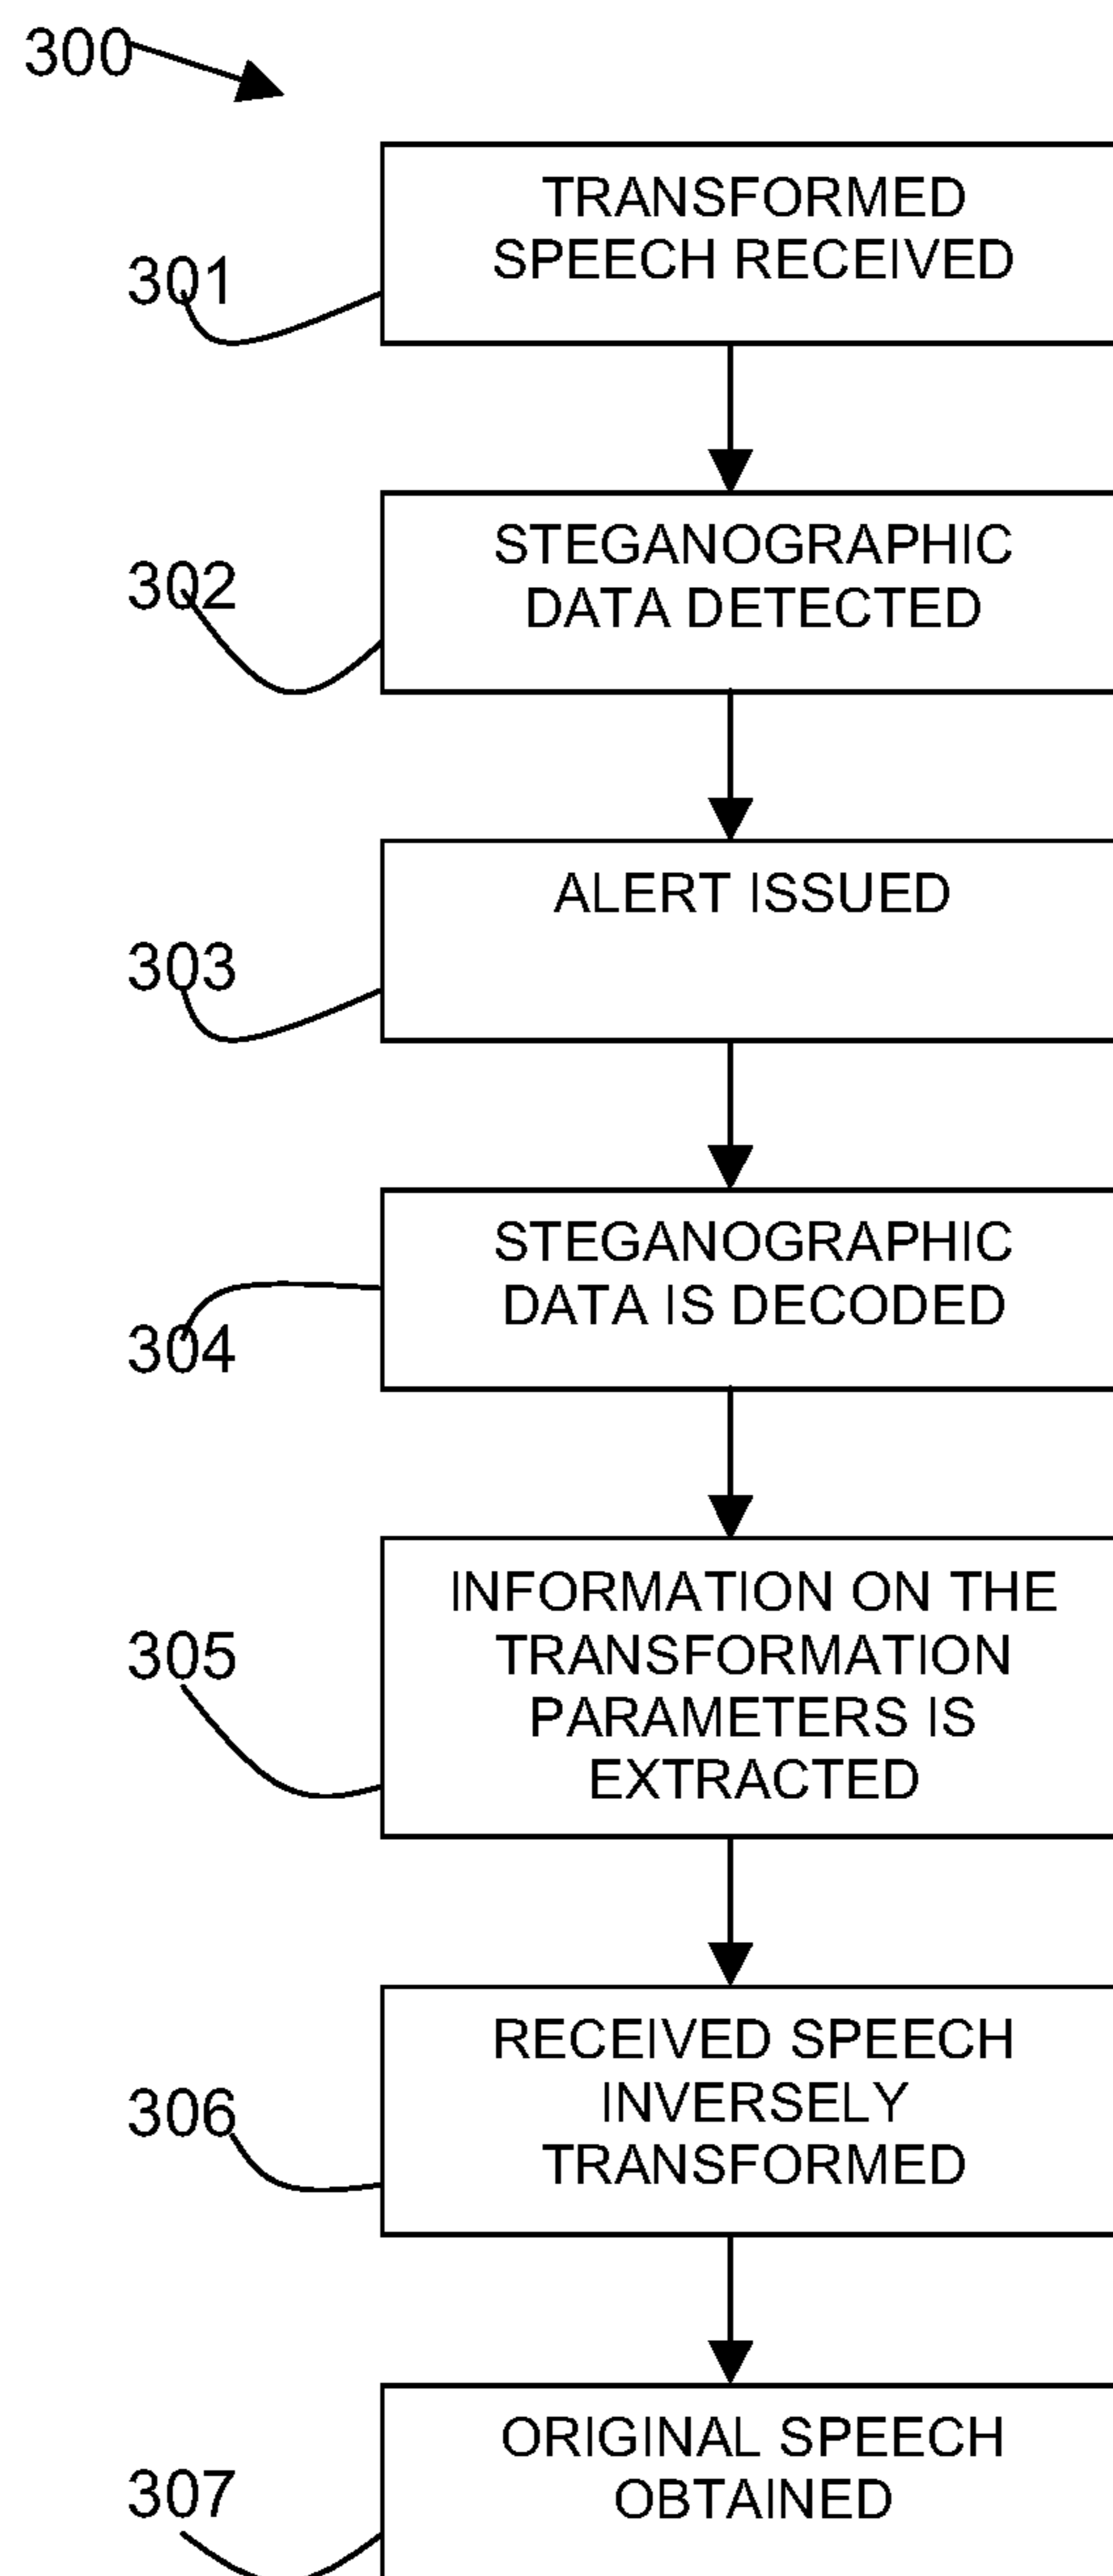 300
TRANSFORMED
SPEECH RECEIVED
301
STEGANOGRAPHIC
DATA DETECTED
302
ALERT ISSUED
303
STEGANOGRAPHIC
DATA IS DECODED
304
INFORMATION ON THE
TRANSFORMATION
PARAMETERS IS
EXTRACTED
305
RECEIVED SPEECH
INVERSELY
TRANSFORMED
306
ORIGINAL SPEECH
OBTAINED
307